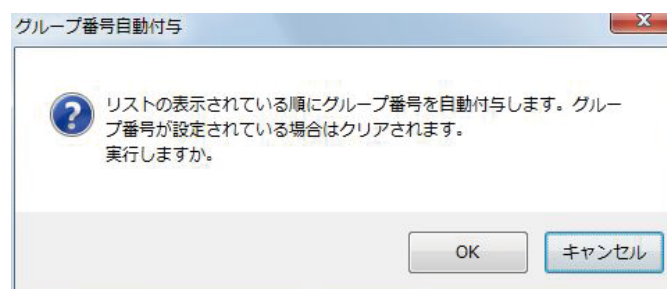 グループ番号自動付与
リストの表示されている順にグループ番号を自動付与します。グルー
プ番号が設定されている場合はクリアされます。
実行しますか。
OK
キャンセル